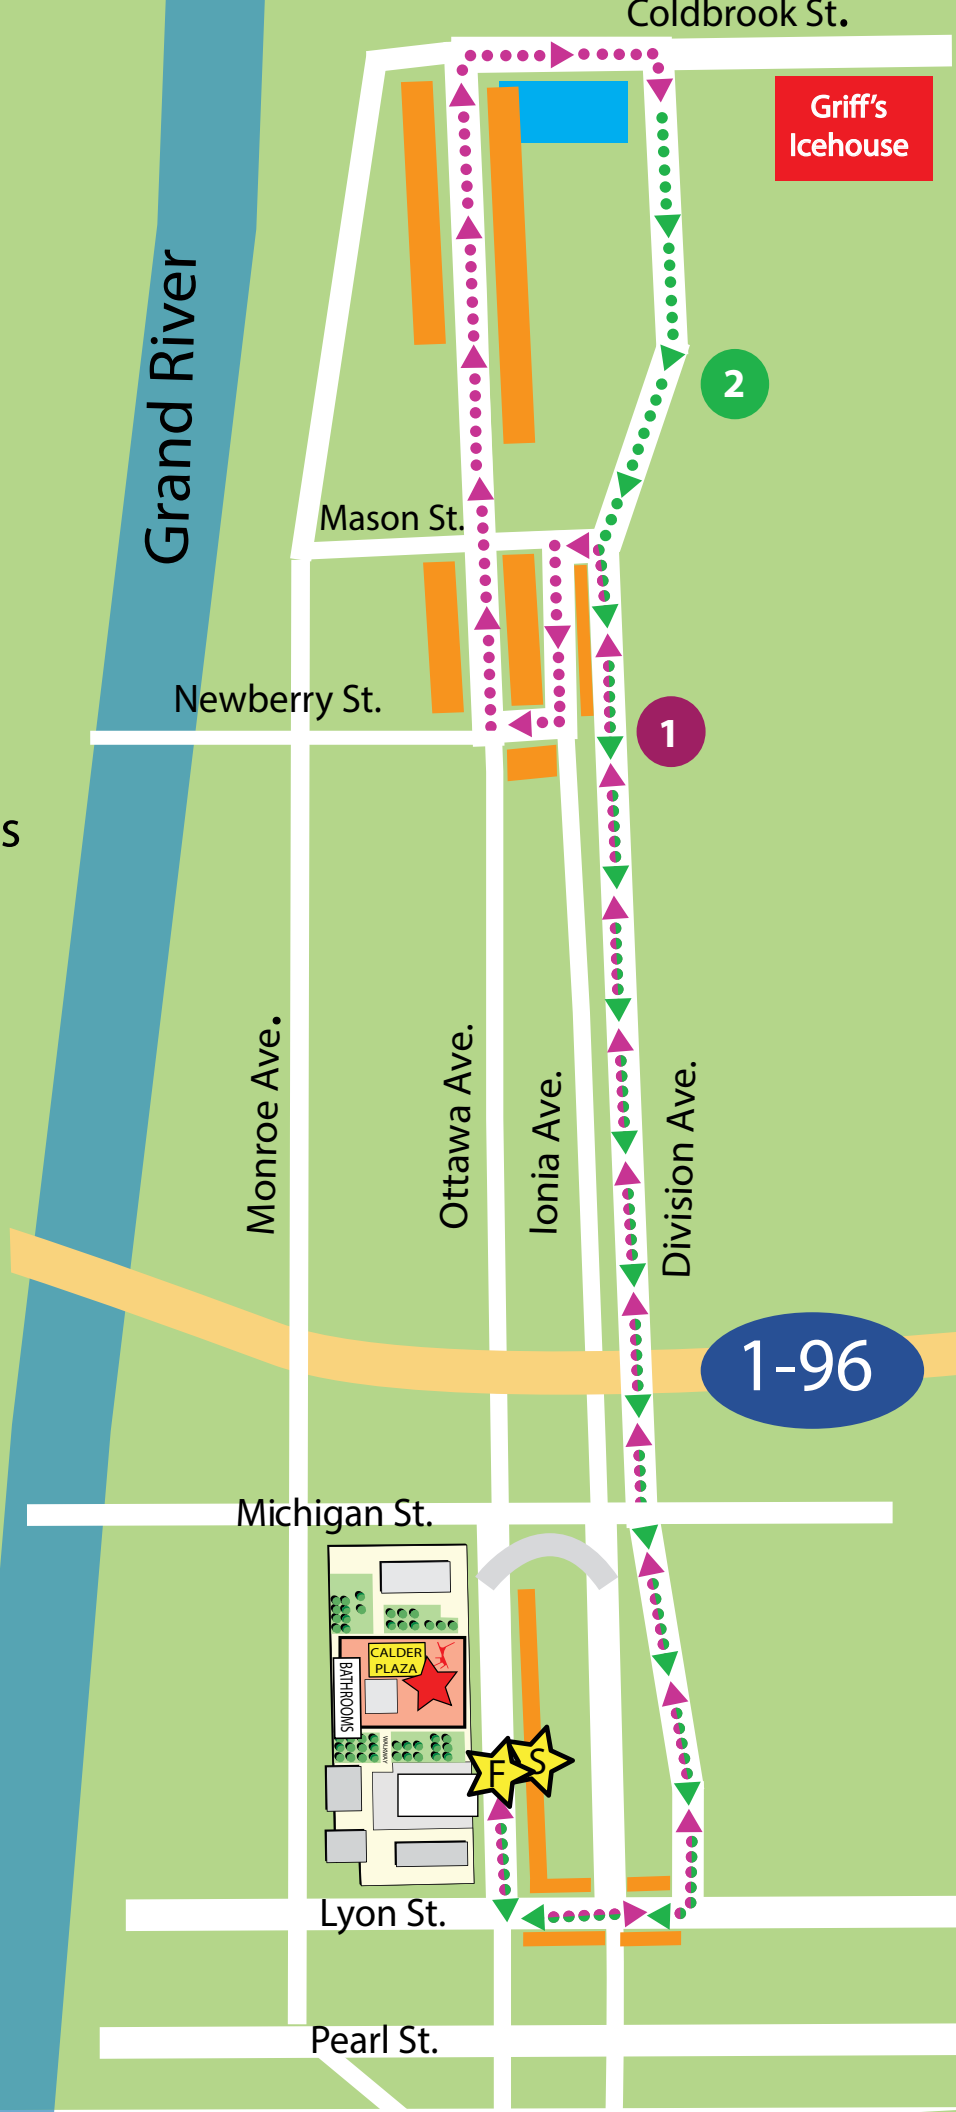 Coldbrook St.
Griff's
Icehouse
Grand River
2
Mason St.
Newberry St.
1
s
Monroe Ave.
Ottawa Ave.
Ionia Ave.
Division Ave.
1-96
Michigan St.
CALDER
PLAZA
BATHROOMS
WALKWAY
F
S
Lyon St.
Pearl St.